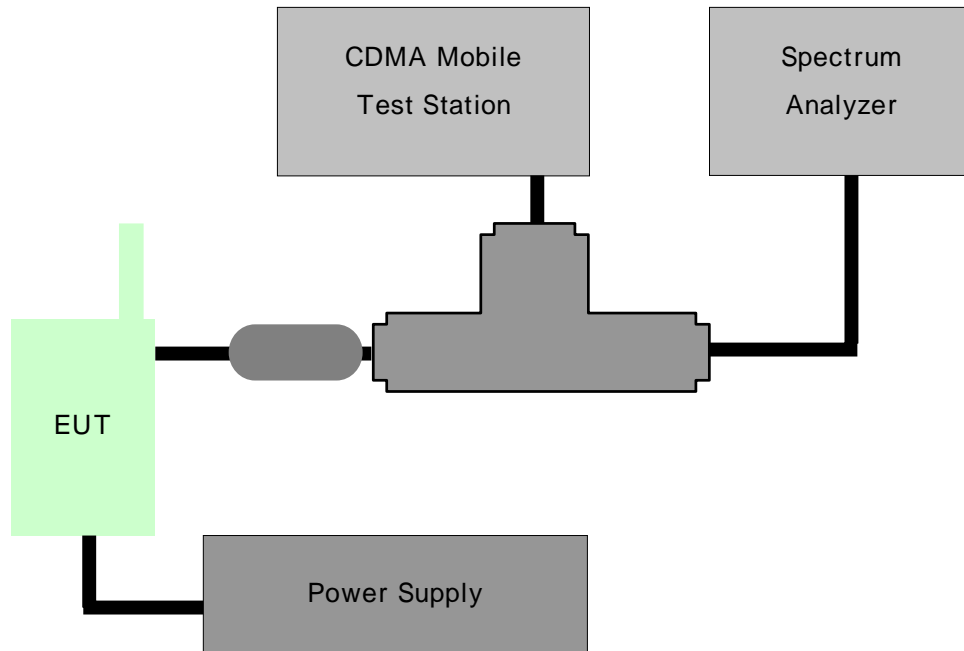 CDMA Mobile
Test Station
Spectrum
Analyzer
EUT
Power Supply